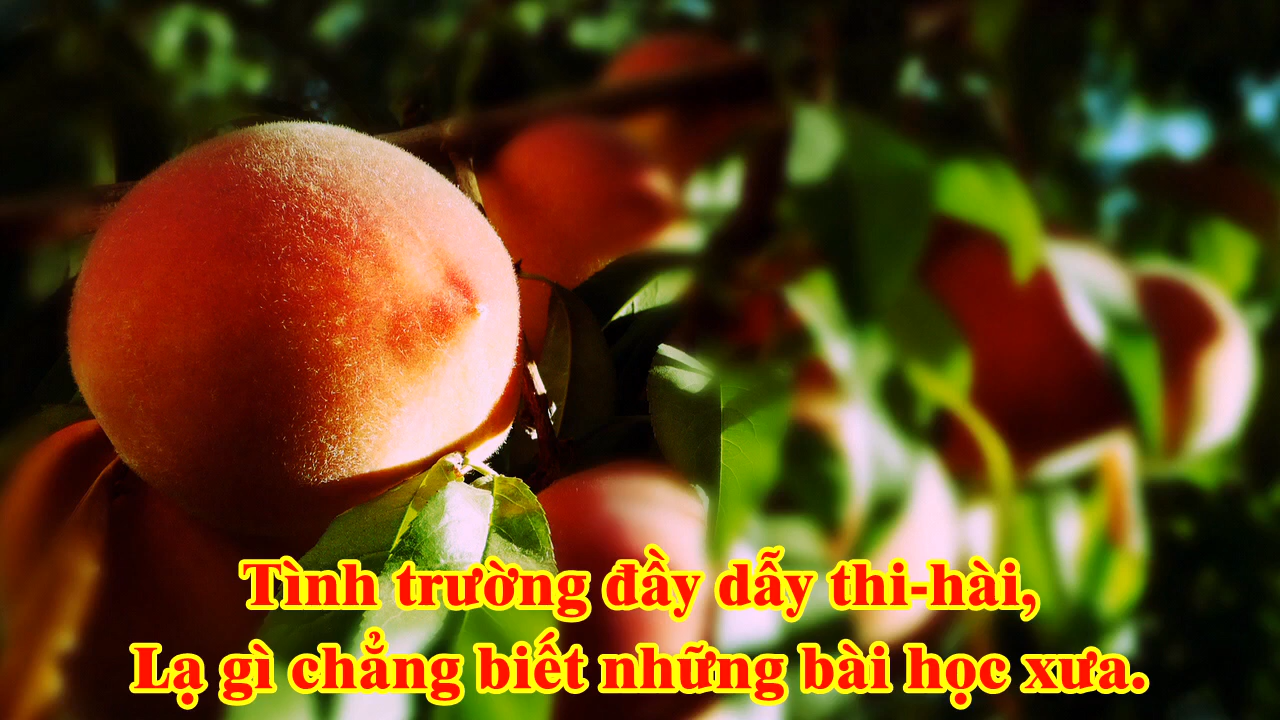 Tình trường đầy dẫy thi-hài,
Lạ gì chẳng biết những bài học xưa.